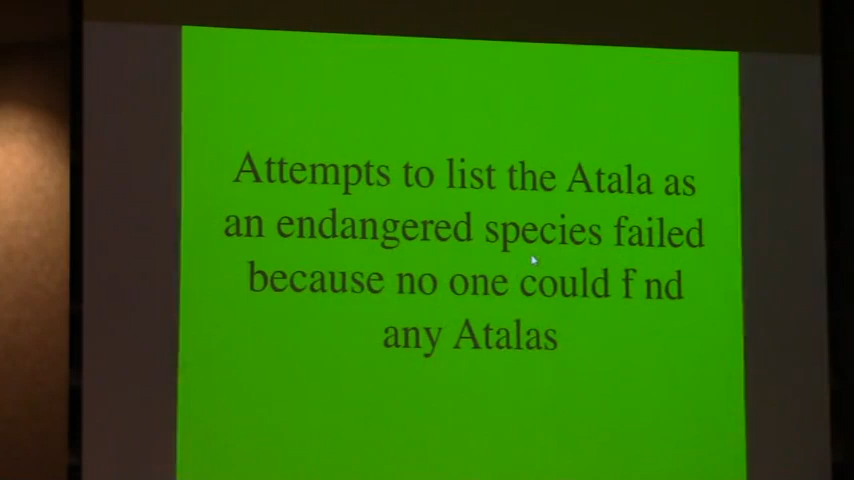 Attempts to list the Atala as
an endangered species failed
because no one could f nd
any Atalas